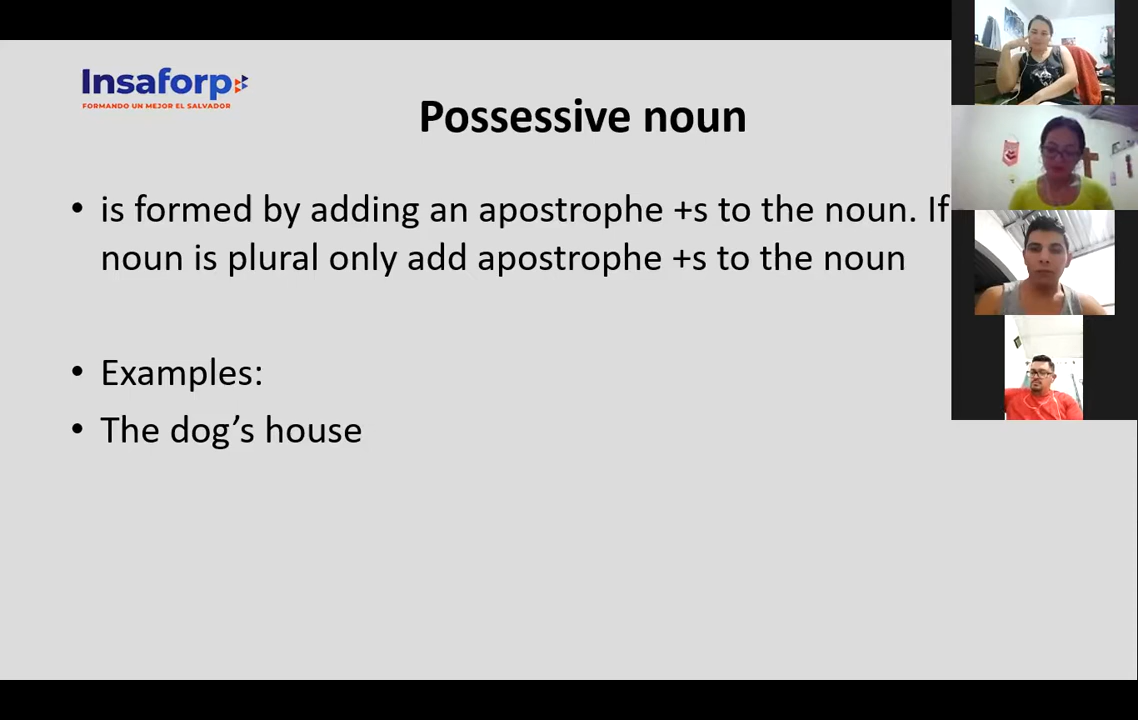 Insaforp
FORMANDO UN MEJOR EL SALVADOR
Possessive noun
• is formed by adding an apostrophe +s to the noun. If
noun is plural only add apostrophe +s to the noun
• Examples:
• The dog’s house